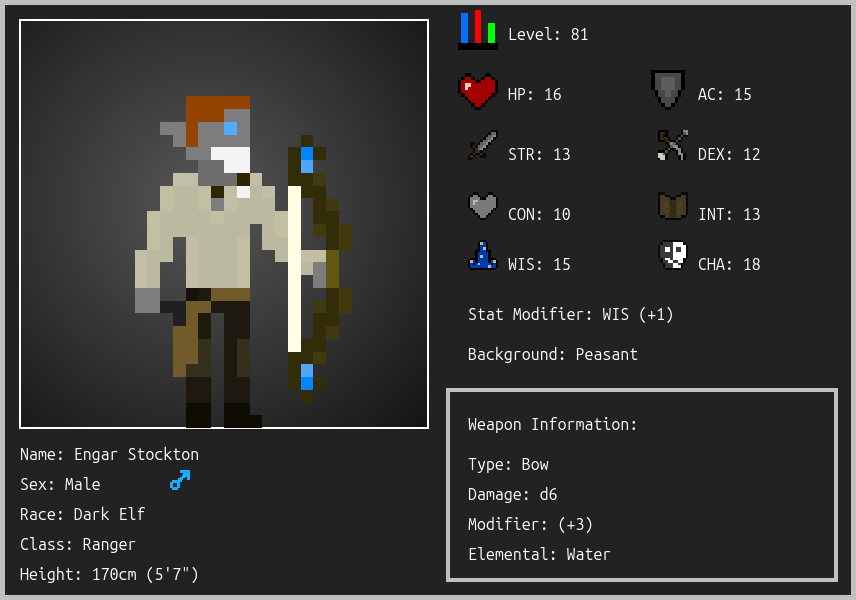 Level: 81
HP: 16
AC: 15
STR: 13
DEX: 12
CON: 10
INT: 13
WIS: 15
CHA: 18
Stat Modifier: WIS (+1)
Background: Peasant
Weapon Information:
Type: Bow
Damage: d6
Modifier: (+3)
Elemental: Water
Name: Engar Stockton
Sex: Male
Race: Dark Elf
Class: Ranger
Height: 170cm (5'7")